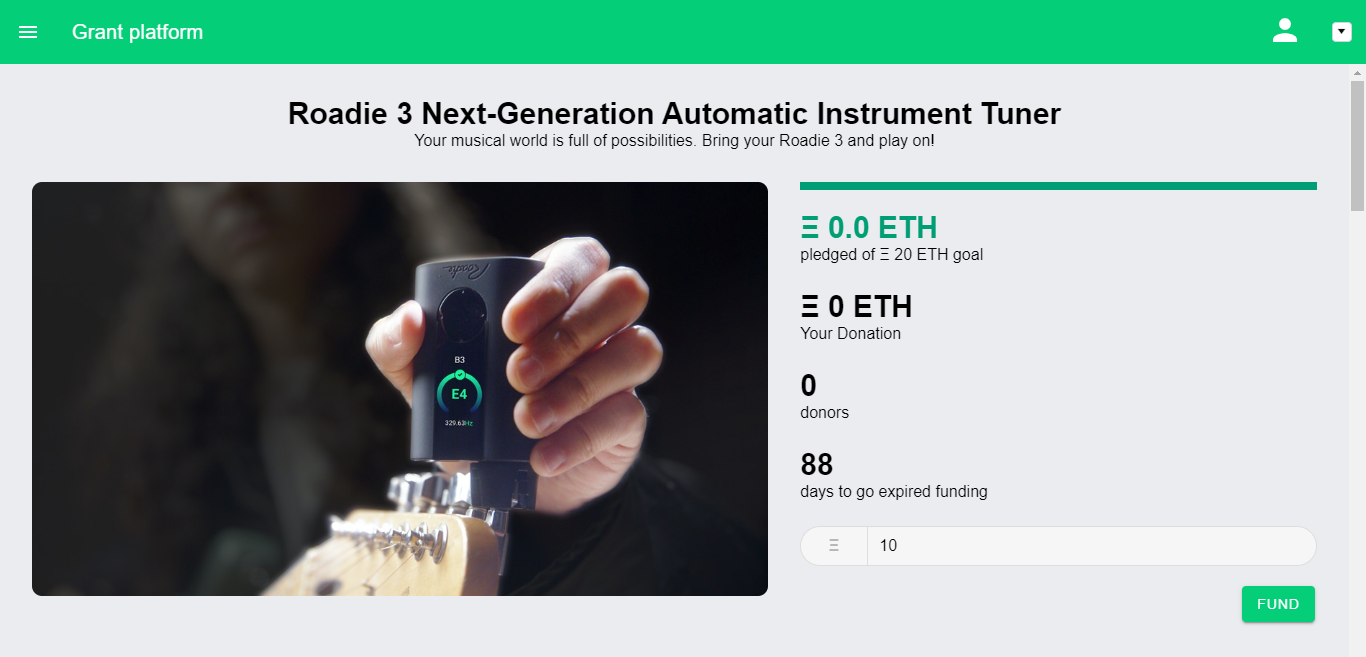 Grant platform
Roadie 3 Next-Generation Automatic Instrument Tuner
Your musical world is full of possibilities. Bring your Roadie 3 and play on!
Roadie
B3
E4
329.63Hz
Ξ 0.0 ETH
pledged of Ξ 20 ETH goal
Ξ 0 ETH
Your Donation
0
donors
88
days to go expired funding
Ξ 10
FUND